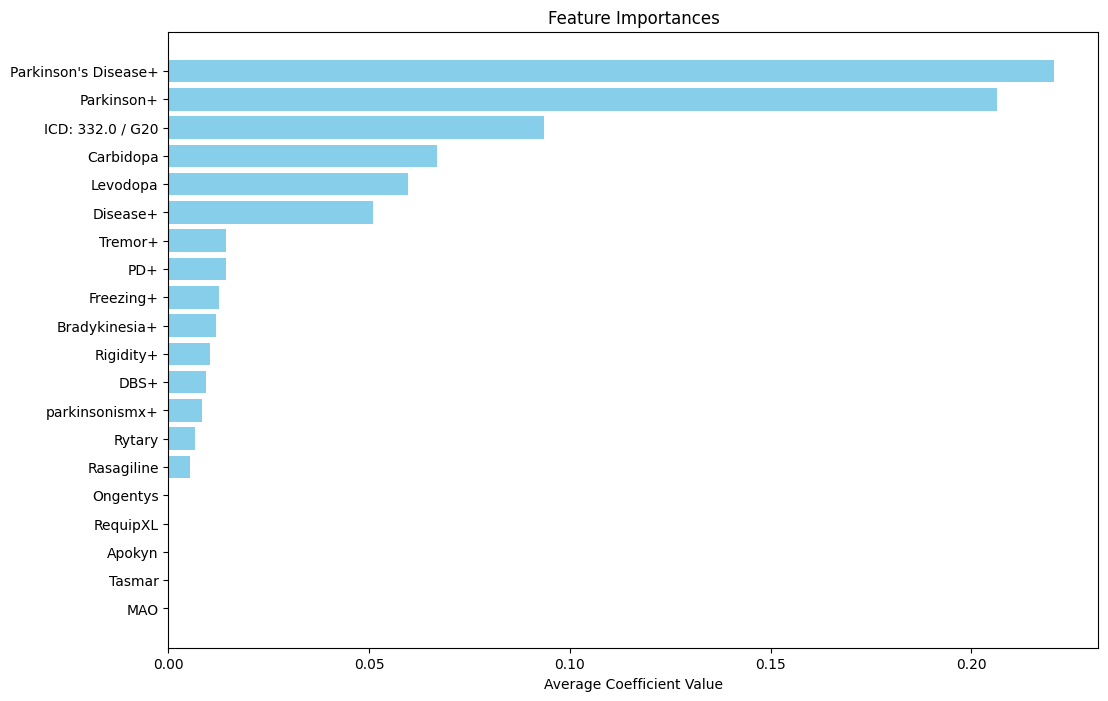 Feature Importances
Parkinson's Disease+
Parkinson+
ICD: 332.0 / G20
Carbidopa
Levodopa
Disease+
Tremor+
PD+
Freezing+
Bradykinesia+
Rigidity+
DBS+
parkinsonismx+
Rytary
Rasagiline
Ongentys
RequipXL
Apokyn
Tasmar
MAO
0.00 0.05 0.10 0.15 0.20
Average Coefficient Value